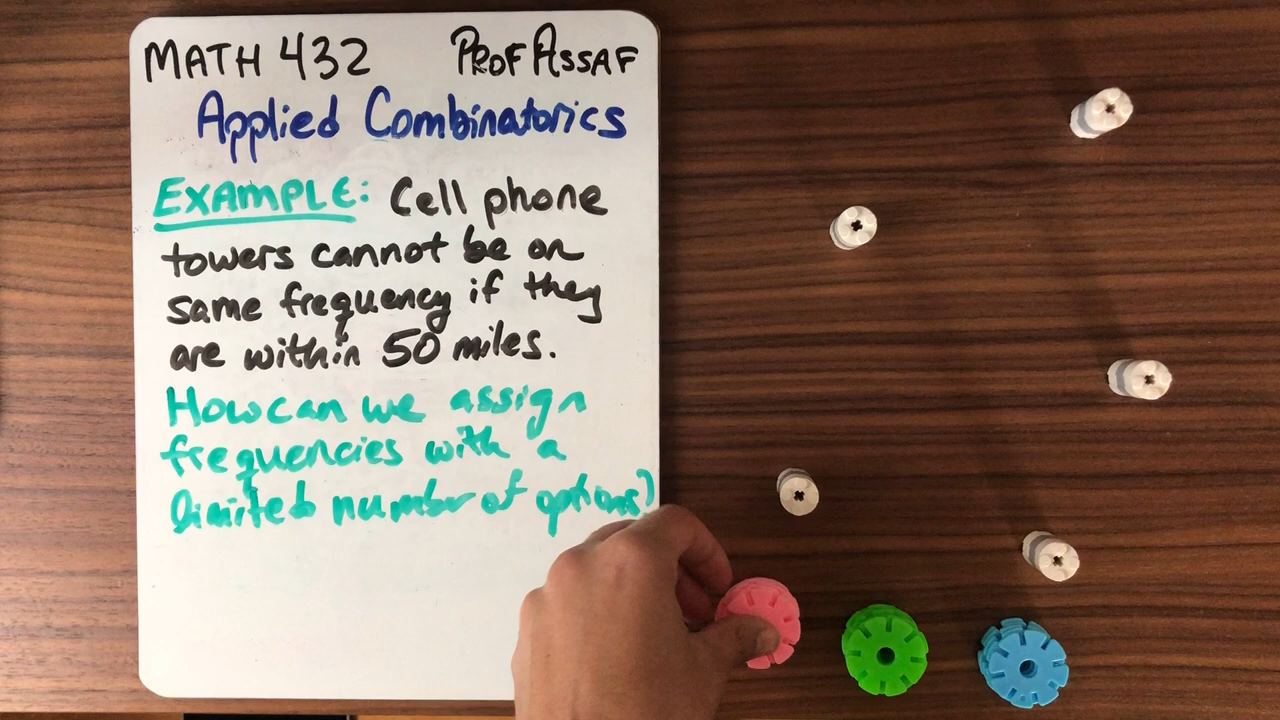 MATH 432 PROF ASSAF
Applied Combinatorics
EXAMPLE: Cell phone
towers cannot be on
same frequency if they
are within 50 miles.
How can we assign
frequencies with a
limited number of options?